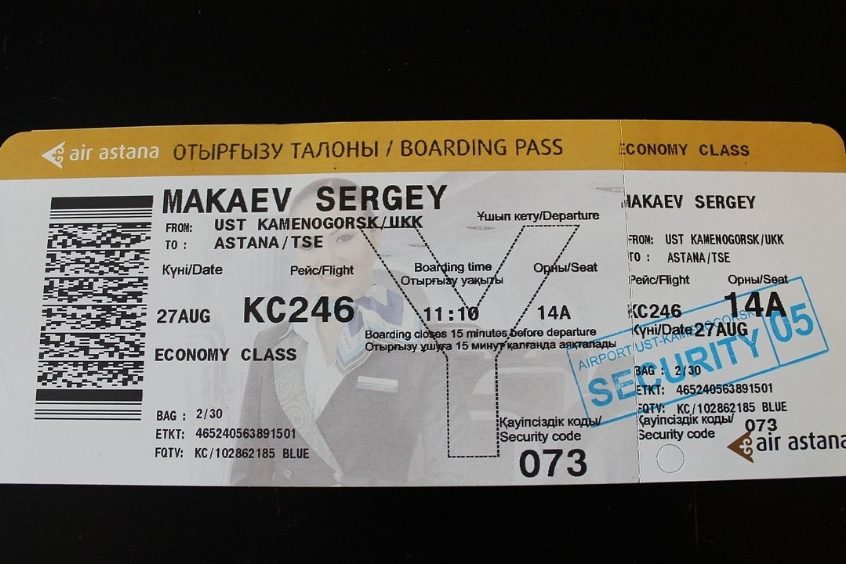 air astana ОТЫРҒЫЗУ ТАЛОНЫ / BOARDING PASS
MAKAEV SERGEY
FROM: UST KAMENOGORSK/UKK
TO : ASTANA/TSE
Ұшып кету/Departure
Күні/Date Рейс/Flight Boarding time Орны/Seat
Отырғызу уақыты
27AUG KC246 11:10 14A
Boarding closes 15 minutes before departure
Отырғызу ұшуға 15 минут қалғанда аяқталады
ECONOMY CLASS
BAG : 2/30
ETKT: 465240563891501
FQTV: KC/102862185 BLUE
Қауіпсіздік коды/
Security code
073
ECONOMY CLASS
MAKAEV SERGEY
FROM: UST KAMENOGORSK/UKK
TO : ASTANA/TSE
Рейс/Flight Орны/Seat
KC246 14A
Күні/Date 27AUG
AIRPORT UST-KAMENOGORSK
SECURITY 05
BAG : 2/30
ETKT: 465240563891501
FQTV: KC/102862185 BLUE
Қауіпсіздік коды/
Security code 073
air astana